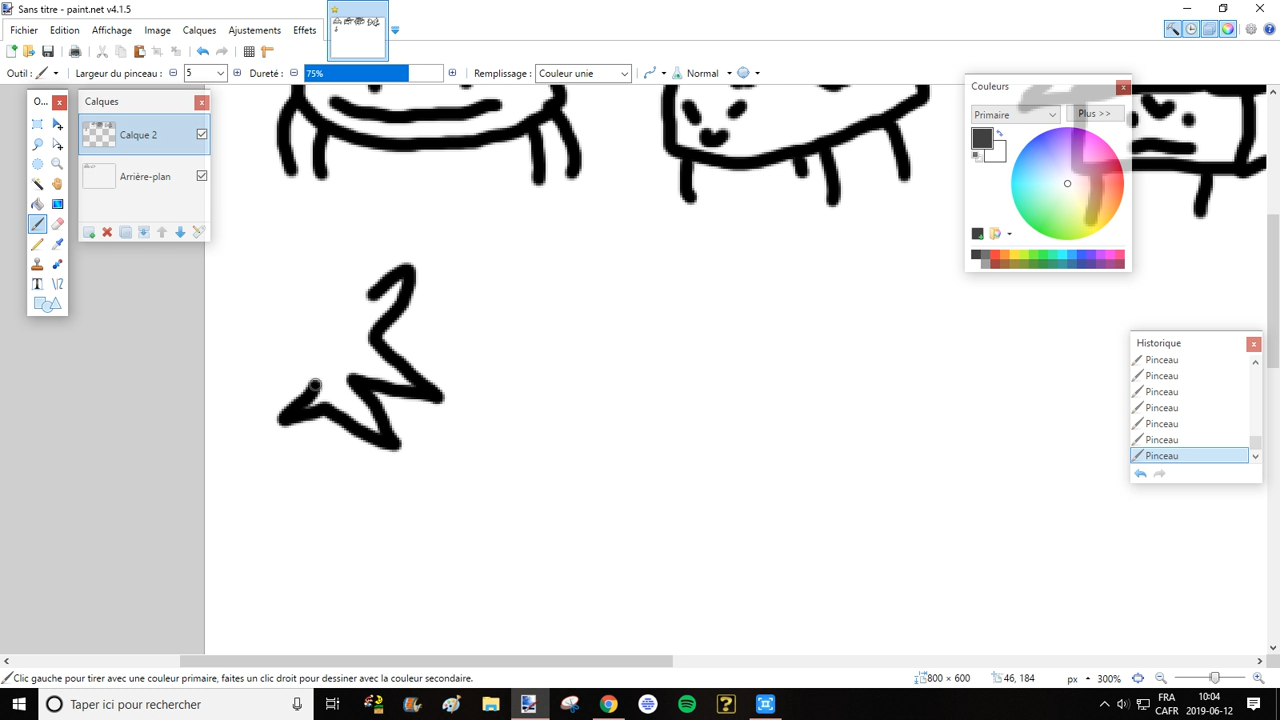 Sans titre - paint.net v4.1.5
Fichier Edition Affichage Image Calques Ajustements Effets
Outil : Largeur du pinceau : 5 Dureté : 75% Remplissage : Couleur unie Normal
O... Calques
Calque 2
Arrière-plan
Couleurs
Primaire Plus >>
Historique
Pinceau
Pinceau
Pinceau
Pinceau
Pinceau
Pinceau
Pinceau
Clic gauche pour tirer avec une couleur primaire, faites un clic droit pour dessiner avec la couleur secondaire. 800 × 600 46, 184 px 300%
Taper ici pour rechercher
FRA 10:04
CAFR 2019-06-12